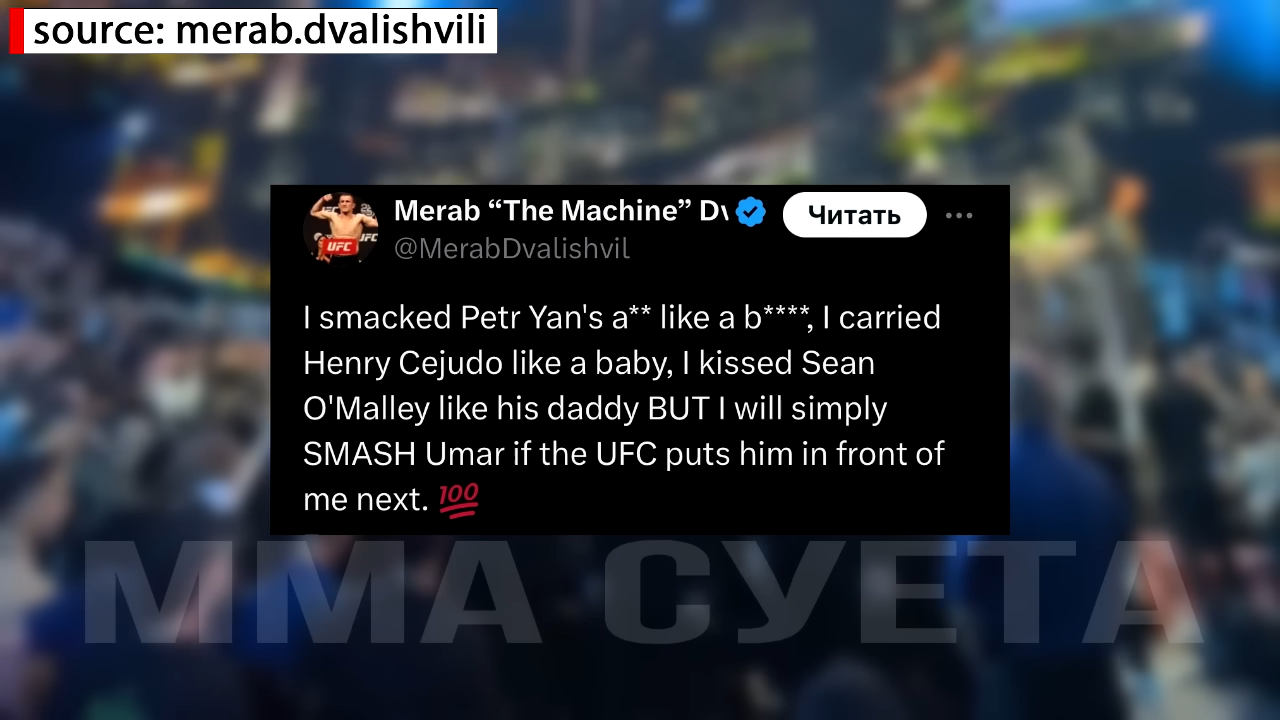 source: merab.dvalishvili
Merab “The Machine” Dv
Читать
@MerabDvalishvil
I smacked Petr Yan's a** like a b****, I carried
Henry Cejudo like a baby, I kissed Sean
O'Malley like his daddy BUT I will simply
SMASH Umar if the UFC puts him in front of
me next. 💯
ММА СУЕТА